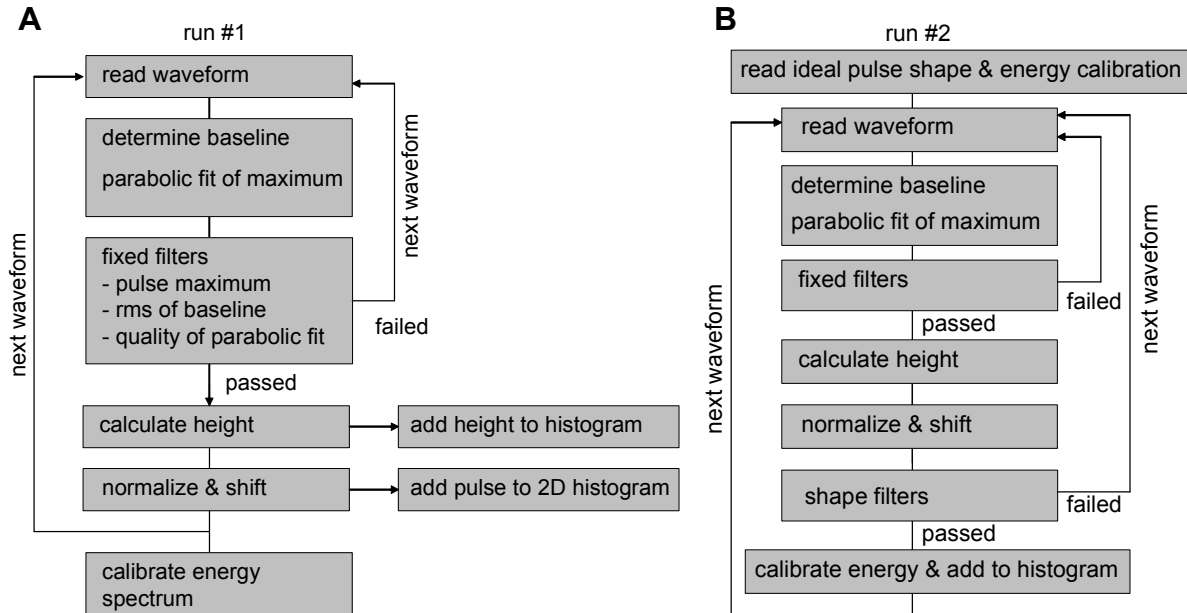 A
run #1
read waveform
determine baseline
parabolic fit of maximum
fixed filters
- pulse maximum
- rms of baseline
- quality of parabolic fit
failed
next waveform
next waveform
passed
calculate height
add height to histogram
normalize & shift
add pulse to 2D histogram
calibrate energy
spectrum
B
run #2
read ideal pulse shape & energy calibration
read waveform
determine baseline
parabolic fit of maximum
fixed filters
failed
passed
next waveform
next waveform
calculate height
normalize & shift
shape filters
failed
passed
calibrate energy & add to histogram